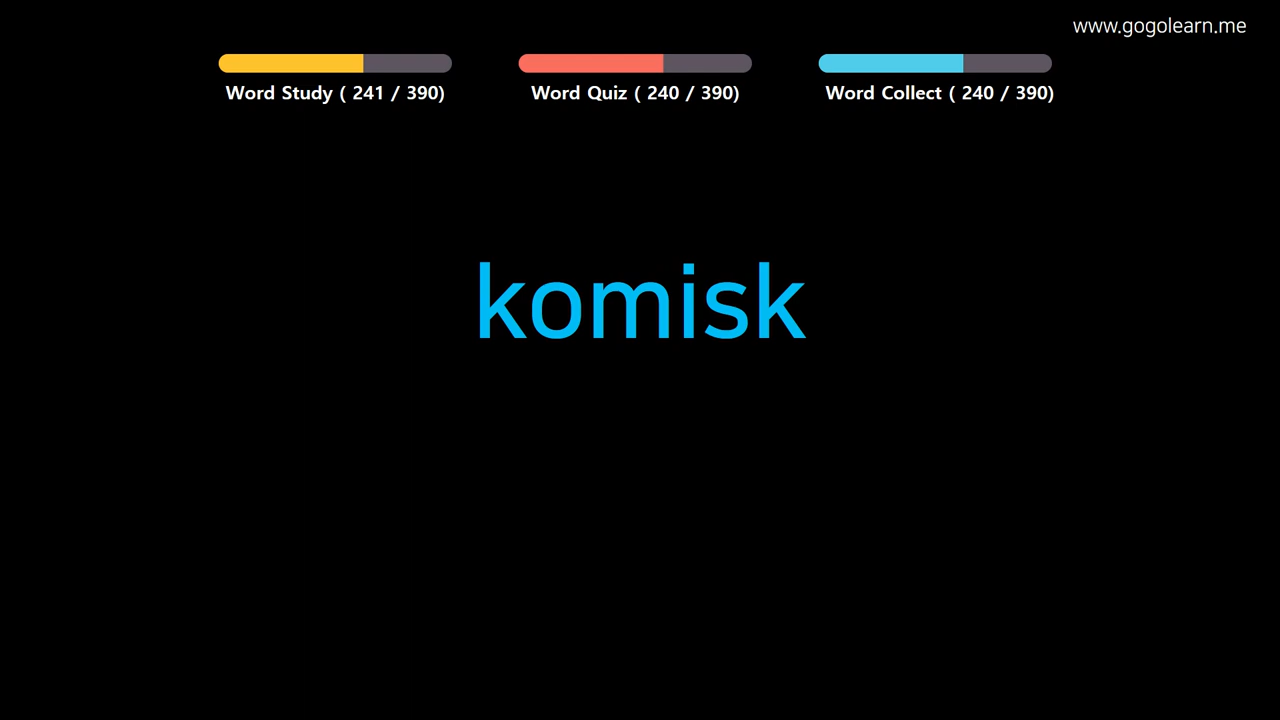 www.gogolearn.me
Word Study ( 241 / 390)
Word Quiz ( 240 / 390)
Word Collect ( 240 / 390)
komisk